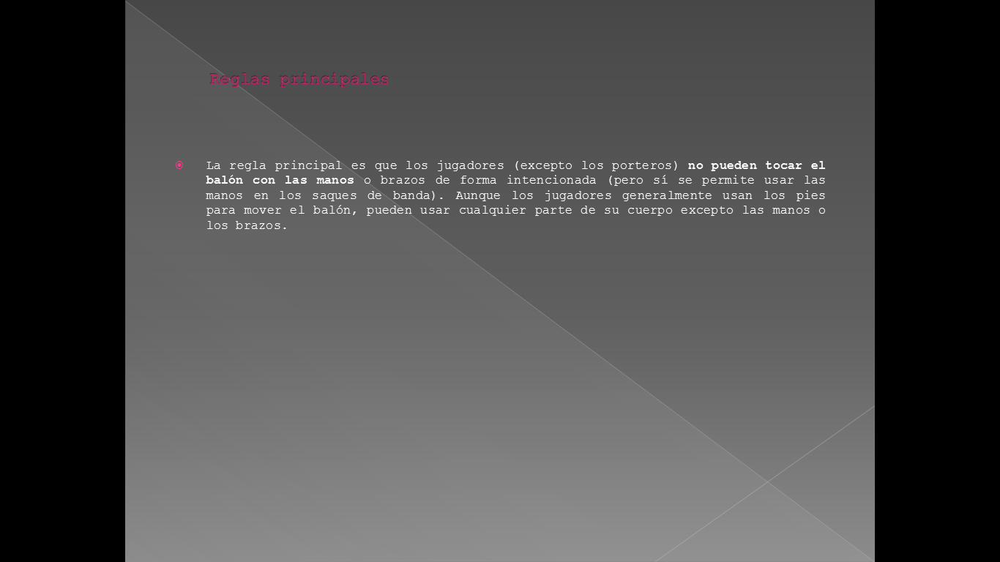 Reglas principales
La regla principal es que los jugadores (excepto los porteros) no pueden tocar el
balón con las manos o brazos de forma intencionada (pero sí se permite usar las
manos en los saques de banda). Aunque los jugadores generalmente usan los pies
para mover el balón, pueden usar cualquier parte de su cuerpo excepto las manos o
los brazos.